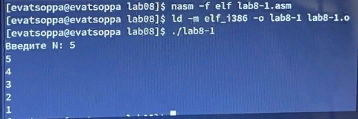 [evatsoppa@evatsoppa lab08]$ nasm -f elf lab8-1.asm
[evatsoppa@evatsoppa lab08]$ ld -m elf_i386 -o lab8-1 lab8-1.o
[evatsoppa@evatsoppa lab08]$ ./lab8-1
Введите N: 5
5
4
3
2
1